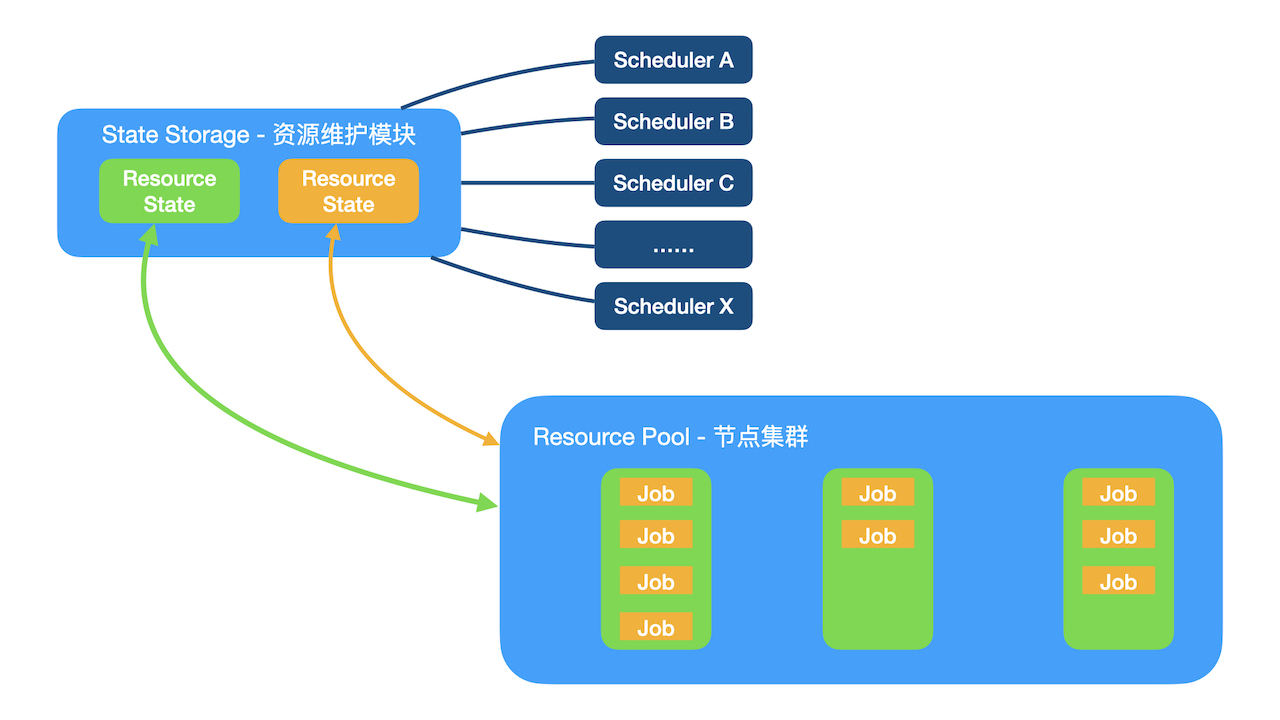 Scheduler A
Scheduler B
State Storage - 资源维护模块
Resource
State
Resource
State
Scheduler C
......
Scheduler X
Resource Pool - 节点集群
Job
Job
Job
Job
Job
Job
Job
Job
Job